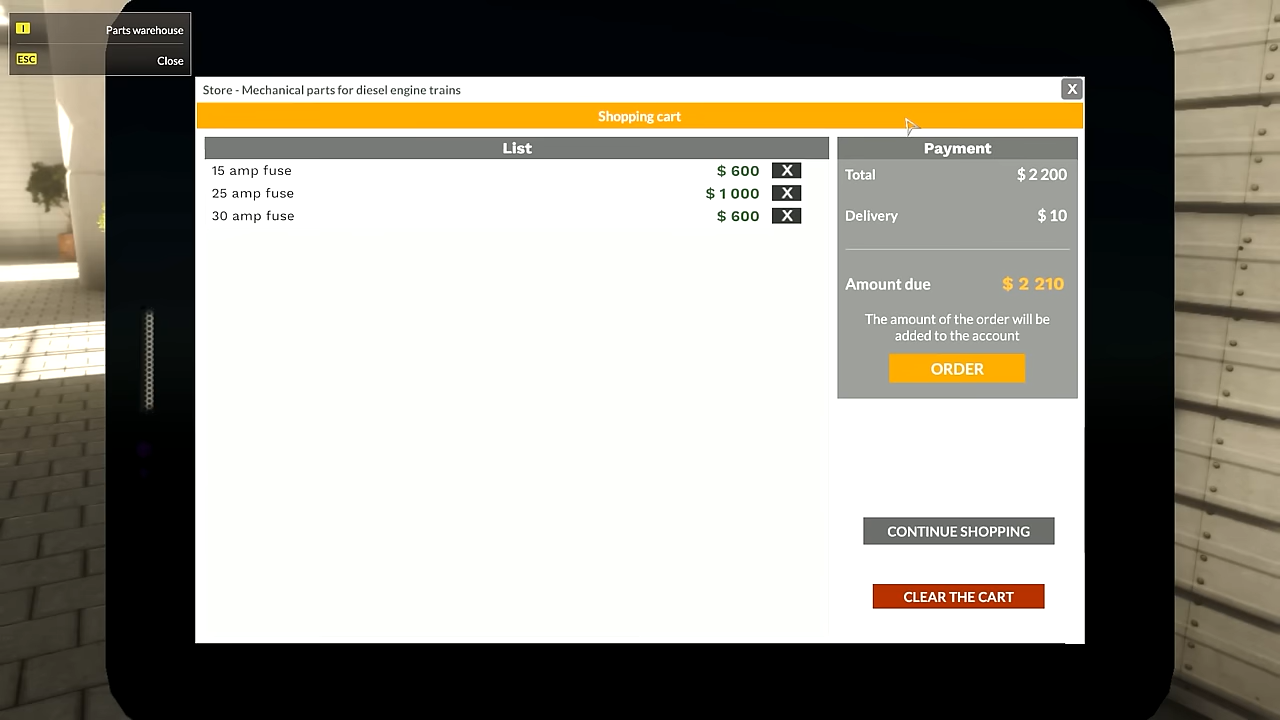 I Parts warehouse
ESC Close
Store - Mechanical parts for diesel engine trains
X
Shopping cart
List
15 amp fuse $ 600 X
25 amp fuse $ 1 000 X
30 amp fuse $ 600 X
Payment
Total $ 2 200
Delivery $ 10
Amount due $ 2 210
The amount of the order will be
added to the account
ORDER
CONTINUE SHOPPING
CLEAR THE CART